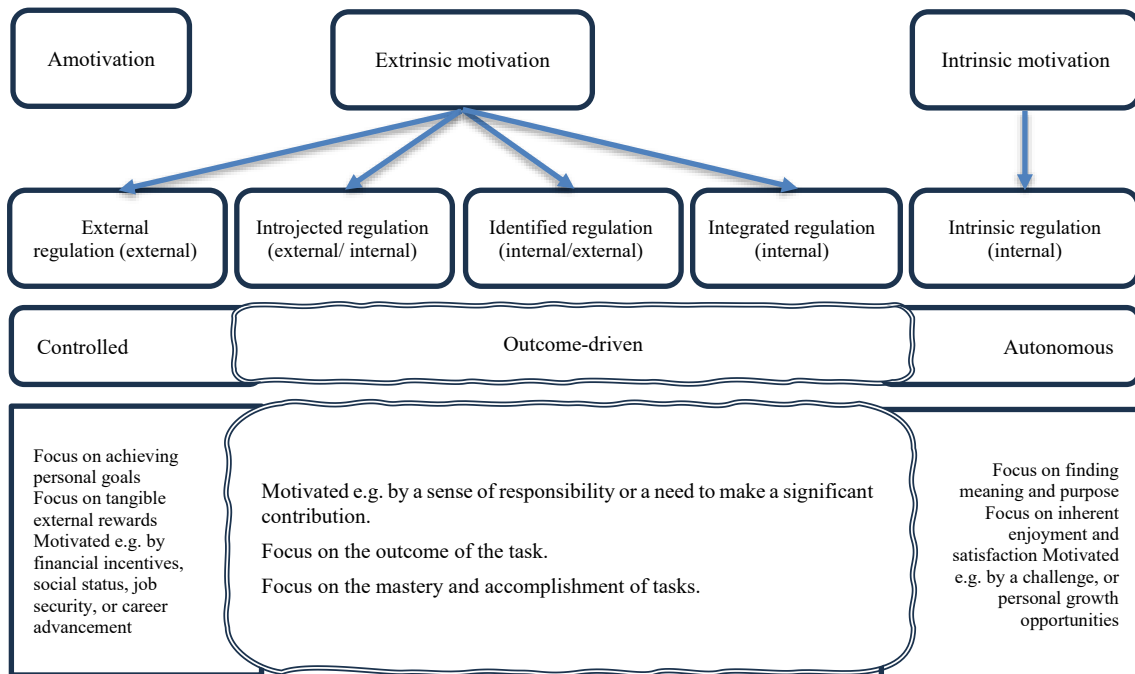 Amotivation
Extrinsic motivation
Intrinsic motivation
External
regulation (external)
Introjected regulation
(external/ internal)
Identified regulation
(internal/external)
Integrated regulation
(internal)
Intrinsic regulation
(internal)
Controlled
Outcome-driven
Autonomous
Focus on achieving
personal goals
Focus on tangible
external rewards
Motivated e.g. by
financial incentives,
social status, job
security, or career
advancement
Motivated e.g. by a sense of responsibility or a need to make a significant
contribution.
Focus on the outcome of the task.
Focus on the mastery and accomplishment of tasks.
Focus on finding
meaning and purpose
Focus on inherent
enjoyment and
satisfaction Motivated
e.g. by a challenge, or
personal growth
opportunities